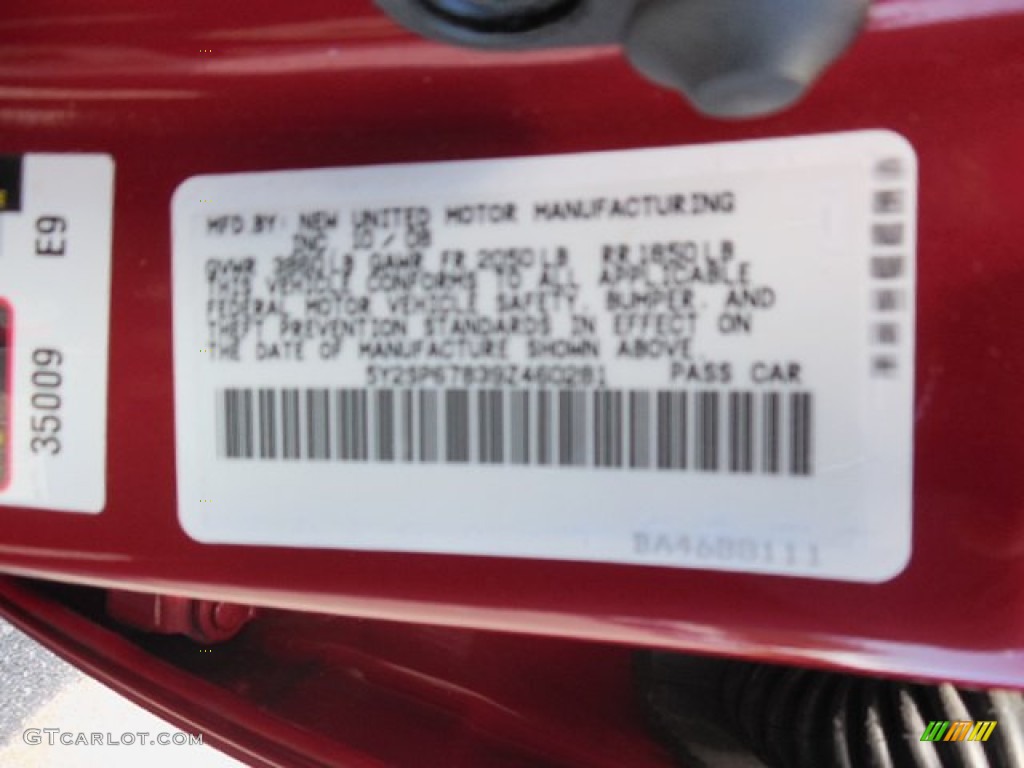 MFD.BY: NEW UNITED MOTOR MANUFACTURING
INC. 10/08
GVWR LB GAWR FR 2050LB RR 1850LB
THIS VEHICLE CONFORMS TO ALL APPLICABLE
FEDERAL MOTOR VEHICLE SAFETY, BUMPER, AND
THEFT PREVENTION STANDARDS IN EFFECT ON
THE DATE OF MANUFACTURE SHOWN ABOVE.
5Y2SP67839Z460281 PASS CAR
BA46BB111
E9
35009
GTCARLOT.COM